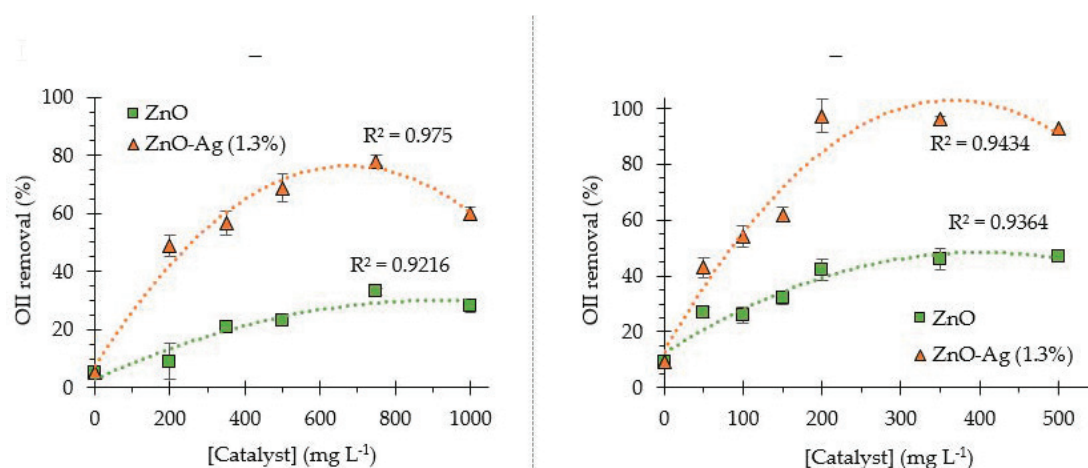 100
80
60
40
20
0
OII removal (%)
ZnO
ZnO-Ag (1.3%)
R² = 0.975
R² = 0.9216
0 200 400 600 800 1000
[Catalyst] (mg L⁻¹)
100
80
60
40
20
0
OII removal (%)
R² = 0.9434
R² = 0.9364
ZnO
ZnO-Ag (1.3%)
0 100 200 300 400 500
[Catalyst] (mg L⁻¹)